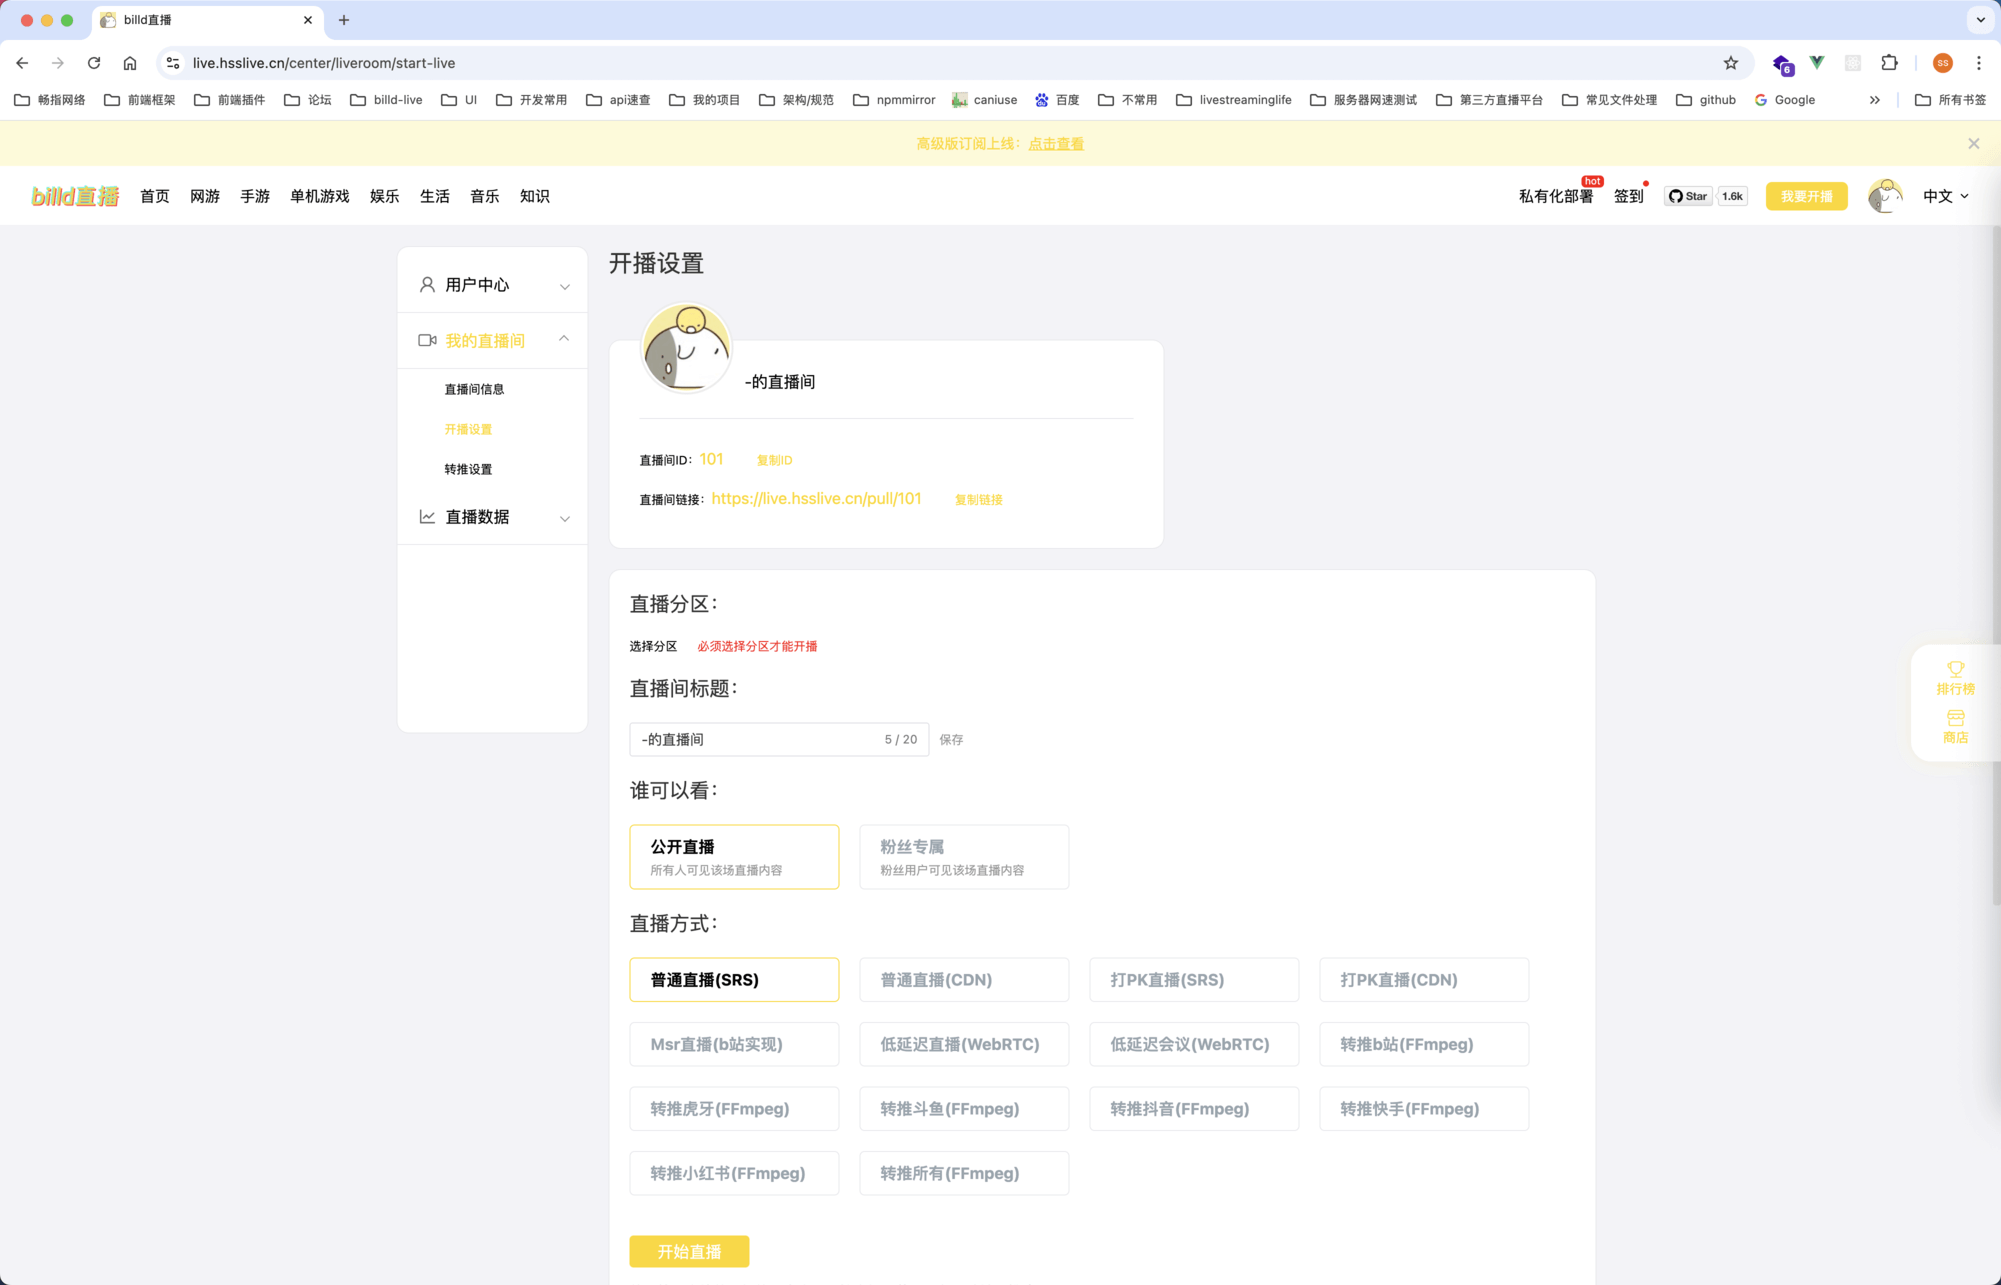 billd直播
live.hsslive.cn/center/liveroom/start-live
6
ss
畅指网络 前端框架 前端插件 论坛 billd-live UI 开发常用 api速查 我的项目 架构/规范 npmmirror caniuse 百度 不常用 livestreaminglife 服务器网速测试 第三方直播平台 常见文件处理 github Google 所有书签
高级版订阅上线: 点击查看
billd直播 首页 网游 手游 单机游戏 娱乐 生活 音乐 知识 私有化部署 hot 签到 Star 1.6k 我要开播 中文
用户中心
我的直播间
直播间信息
开播设置
转推设置
直播数据
开播设置
-的直播间
直播间ID: 101 复制ID
直播间链接: https://live.hsslive.cn/pull/101 复制链接
直播分区:
选择分区 必须选择分区才能开播
直播间标题:
-的直播间 5 / 20 保存
谁可以看:
公开直播
所有人可见该场直播内容
粉丝专属
粉丝用户可见该场直播内容
直播方式:
普通直播(SRS) 普通直播(CDN) 打PK直播(SRS) 打PK直播(CDN)
Msr直播(b站实现) 低延迟直播(WebRTC) 低延迟会议(WebRTC) 转推b站(FFmpeg)
转推虎牙(FFmpeg) 转推斗鱼(FFmpeg) 转推抖音(FFmpeg) 转推快手(FFmpeg)
转推小红书(FFmpeg) 转推所有(FFmpeg)
开始直播
排行榜
商店